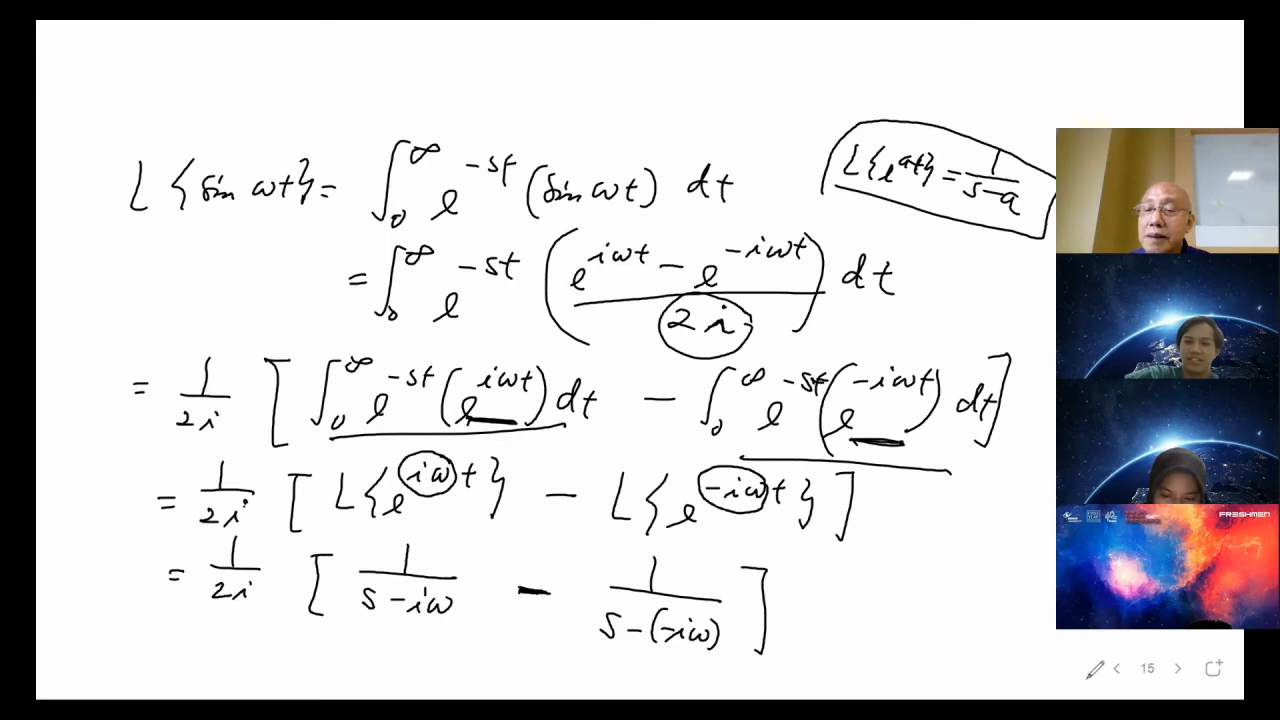 L{sin ωt} = ∫₀^∞ e^{-st} (sin ωt) dt
L{e^{at}} = 1/(s-a)
= ∫₀^∞ e^{-st} ((e^{iωt} - e^{-iωt})/2i) dt
= 1/2i [∫₀^∞ e^{-st} (e^{iωt}) dt - ∫₀^∞ e^{-st} (e^{-iωt}) dt]
= 1/2i [L{e^{iωt}} - L{e^{-iωt}}]
= 1/2i [1/(s-iω) - 1/(s-(-iω))]
FRESHMEN
15